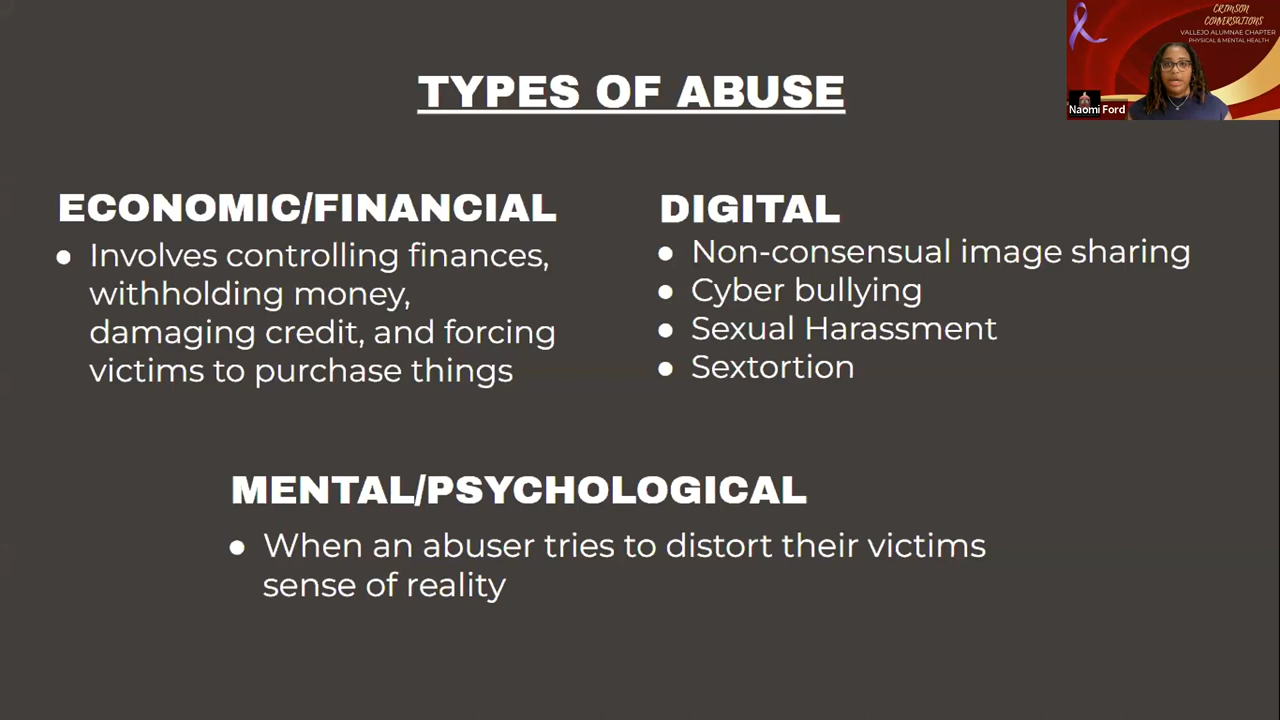 TYPES OF ABUSE
CRIMSON
CONVERSATIONS
VALLEJO ALUMNAE CHAPTER
PHYSICAL & MENTAL HEALTH
Naomi Ford
ECONOMIC/FINANCIAL
● Involves controlling finances,
withholding money,
damaging credit, and forcing
victims to purchase things
DIGITAL
● Non-consensual image sharing
● Cyber bullying
● Sexual Harassment
● Sextortion
MENTAL/PSYCHOLOGICAL
● When an abuser tries to distort their victims
sense of reality